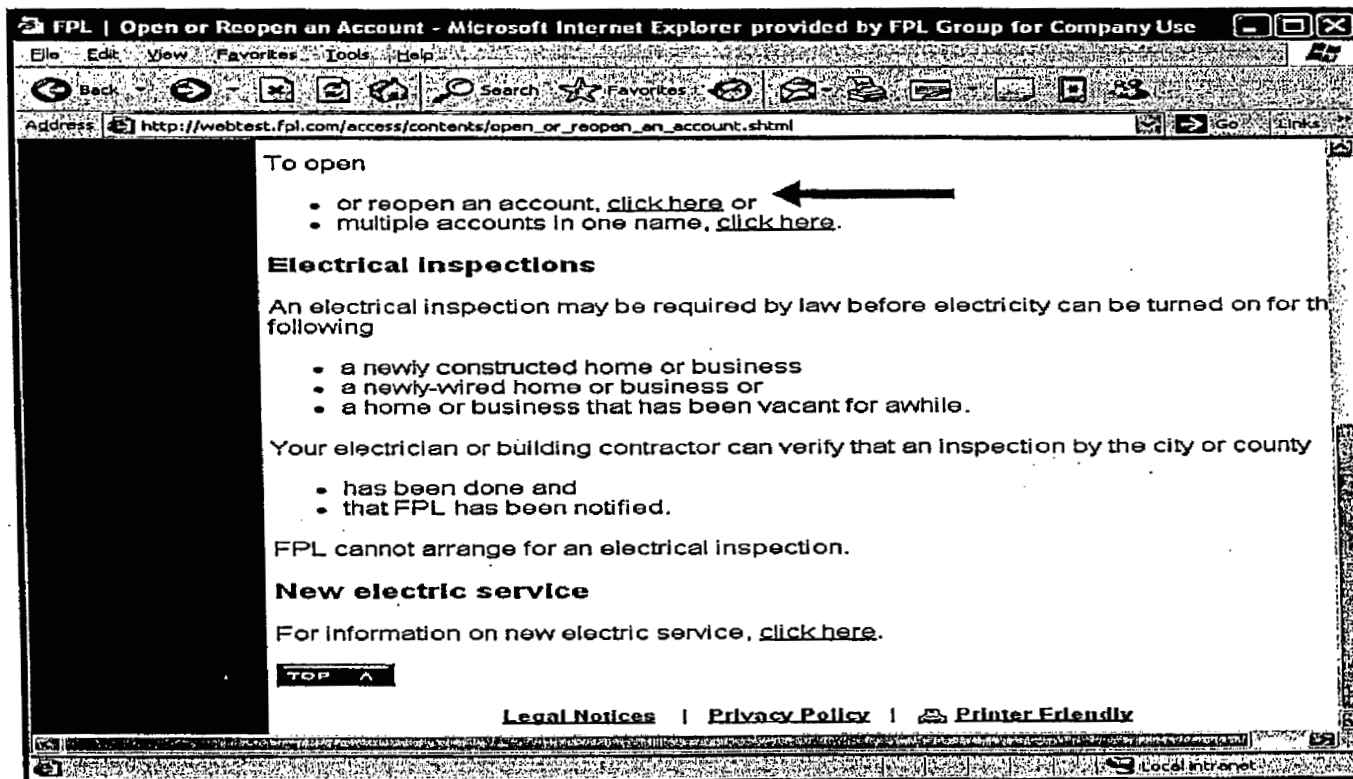 FPL | Open or Reopen an Account - Microsoft Internet Explorer provided by FPL Group for Company Use
File Edit View Favorites Tools Help
Back Search Favorites
Address http://webtest.fpl.com/access/contents/open_or_reopen_an_account.shtml Go Links
To open
• or reopen an account, click here or
• multiple accounts in one name, click here.
Electrical inspections
An electrical inspection may be required by law before electricity can be turned on for th
following
• a newly constructed home or business
• a newly-wired home or business or
• a home or business that has been vacant for awhile.
Your electrician or building contractor can verify that an inspection by the city or county
• has been done and
• that FPL has been notified.
FPL cannot arrange for an electrical inspection.
New electric service
For information on new electric service, click here.
TOP ^
Legal Notices | Privacy Policy | Printer Friendly
Local intranet